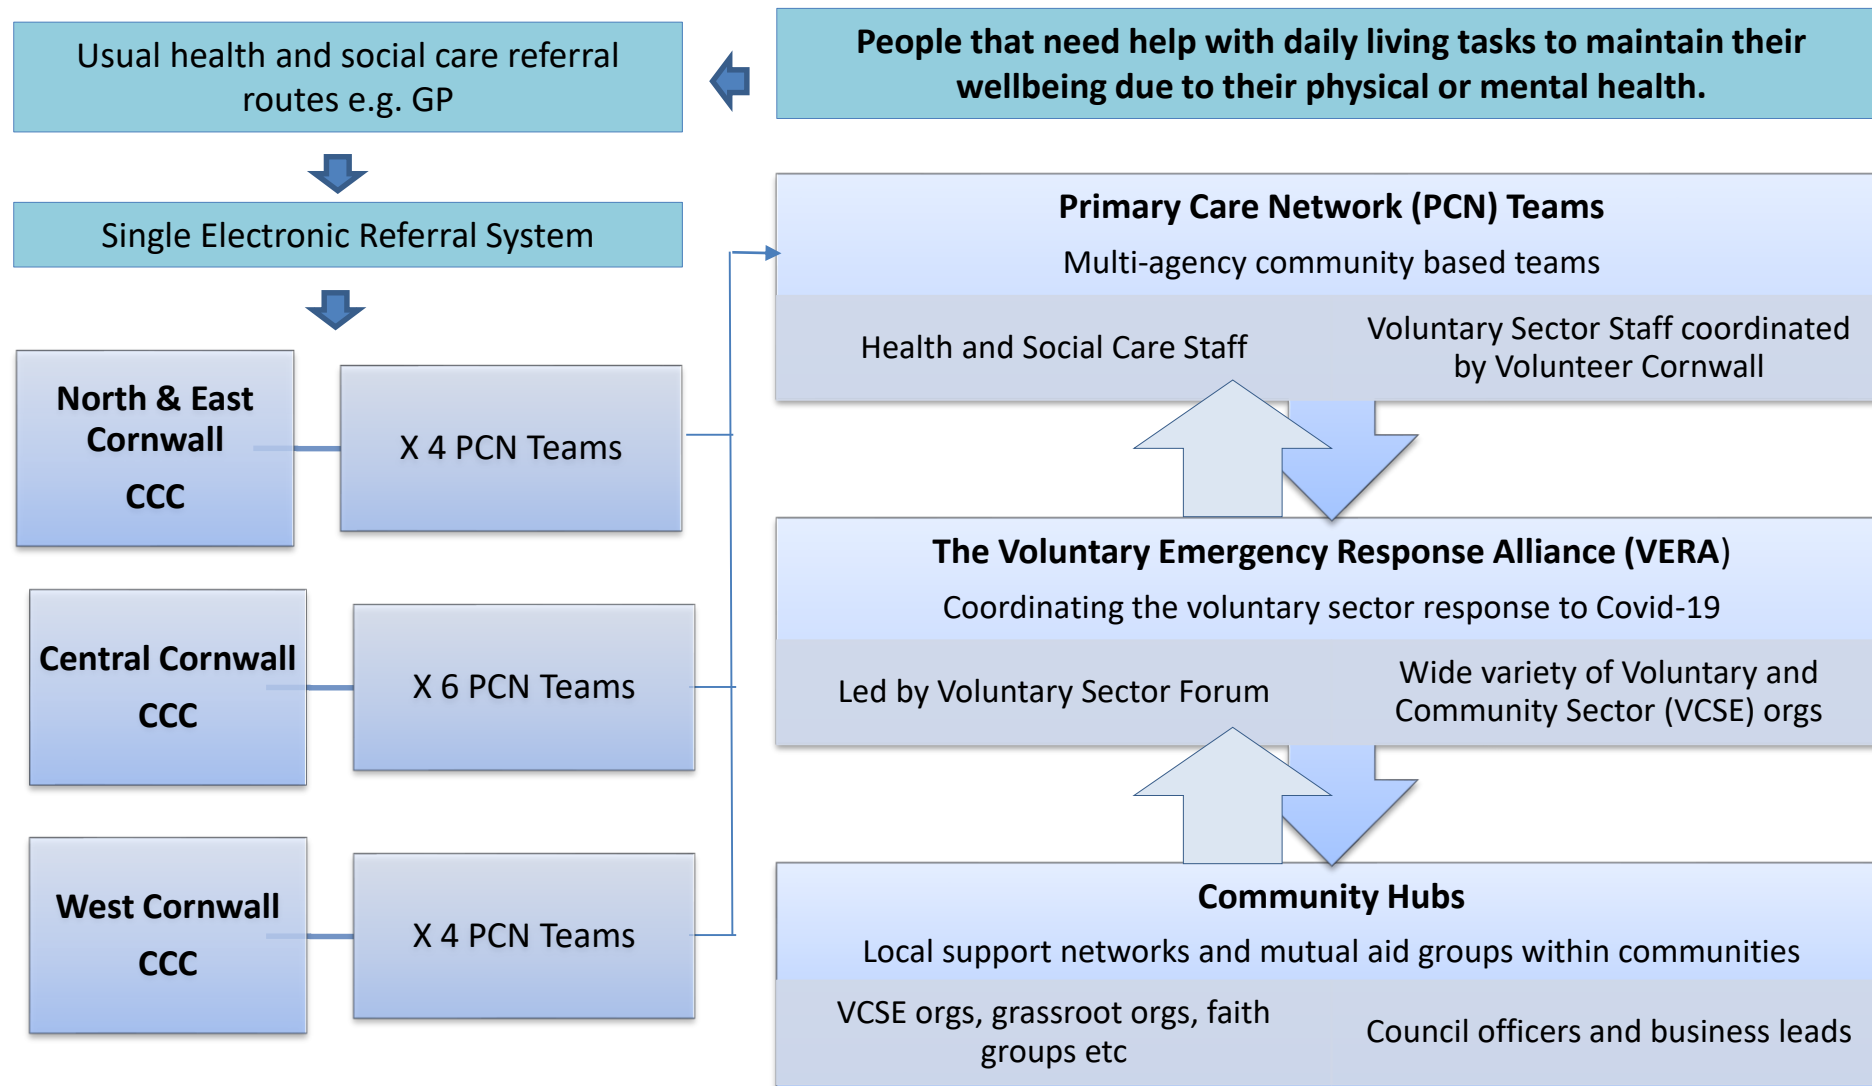 Usual health and social care referral
routes e.g. GP
People that need help with daily living tasks to maintain their
wellbeing due to their physical or mental health.
Single Electronic Referral System
North & East
Cornwall
CCC
X 4 PCN Teams
Central Cornwall
CCC
X 6 PCN Teams
West Cornwall
CCC
X 4 PCN Teams
Primary Care Network (PCN) Teams
Multi-agency community based teams
Health and Social Care Staff
Voluntary Sector Staff coordinated
by Volunteer Cornwall
The Voluntary Emergency Response Alliance (VERA)
Coordinating the voluntary sector response to Covid-19
Led by Voluntary Sector Forum
Wide variety of Voluntary and
Community Sector (VCSE) orgs
Community Hubs
Local support networks and mutual aid groups within communities
VCSE orgs, grassroot orgs, faith
groups etc
Council officers and business leads